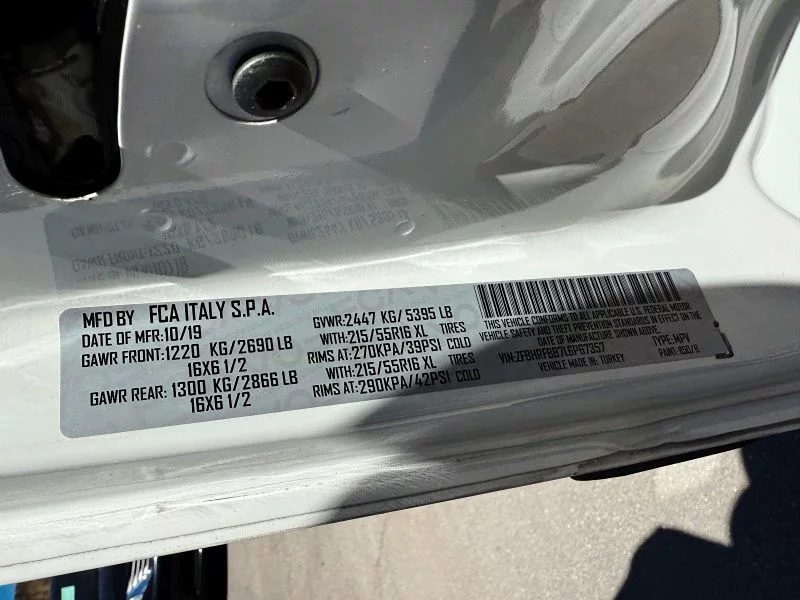 MFD BY FCA ITALY S.P.A.
DATE OF MFR:10/19
GAWR FRONT:1220 KG/2690 LB
16X6 1/2
GAWR REAR:1300 KG/2866 LB
16X6 1/2
GVWR:2447 KG/5395 LB
WITH:215/55R16 XL TIRES
RIMS AT:270KPA/39PSI COLD
WITH:215/55R16 XL TIRES
RIMS AT:290KPA/42PSI COLD
THIS VEHICLE CONFORMS TO ALL APPLICABLE U.S. FEDERAL MOTOR
VEHICLE SAFETY AND THEFT PREVENTION STANDARDS IN EFFECT ON THE
DATE OF MANUFACTURE SHOWN ABOVE.
TYPE:MPV
VEHICLE MADE IN: TURKEY
PAINT: 850/B